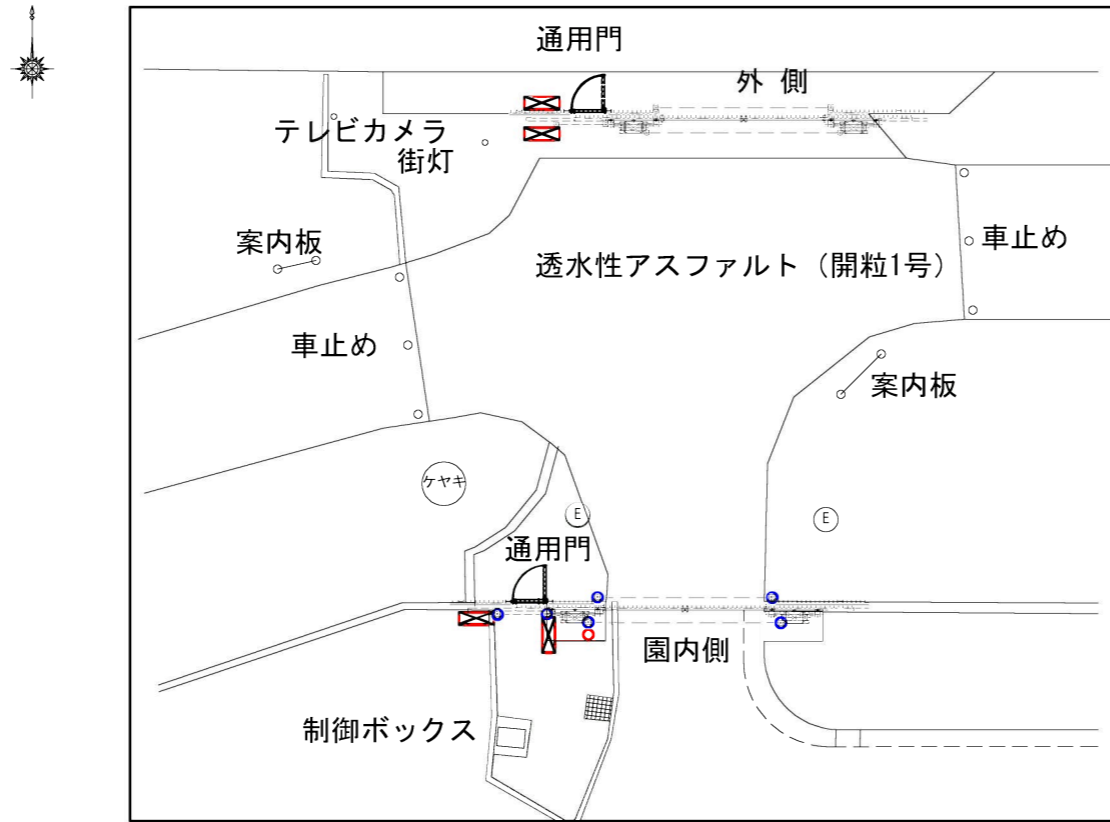 通用門
外 側
テレビカメラ
街灯
案内板
車止め
透水性アスファルト（開粒1号）
車止め
案内板
ケヤキ
E
E
通用門
園内側
制御ボックス